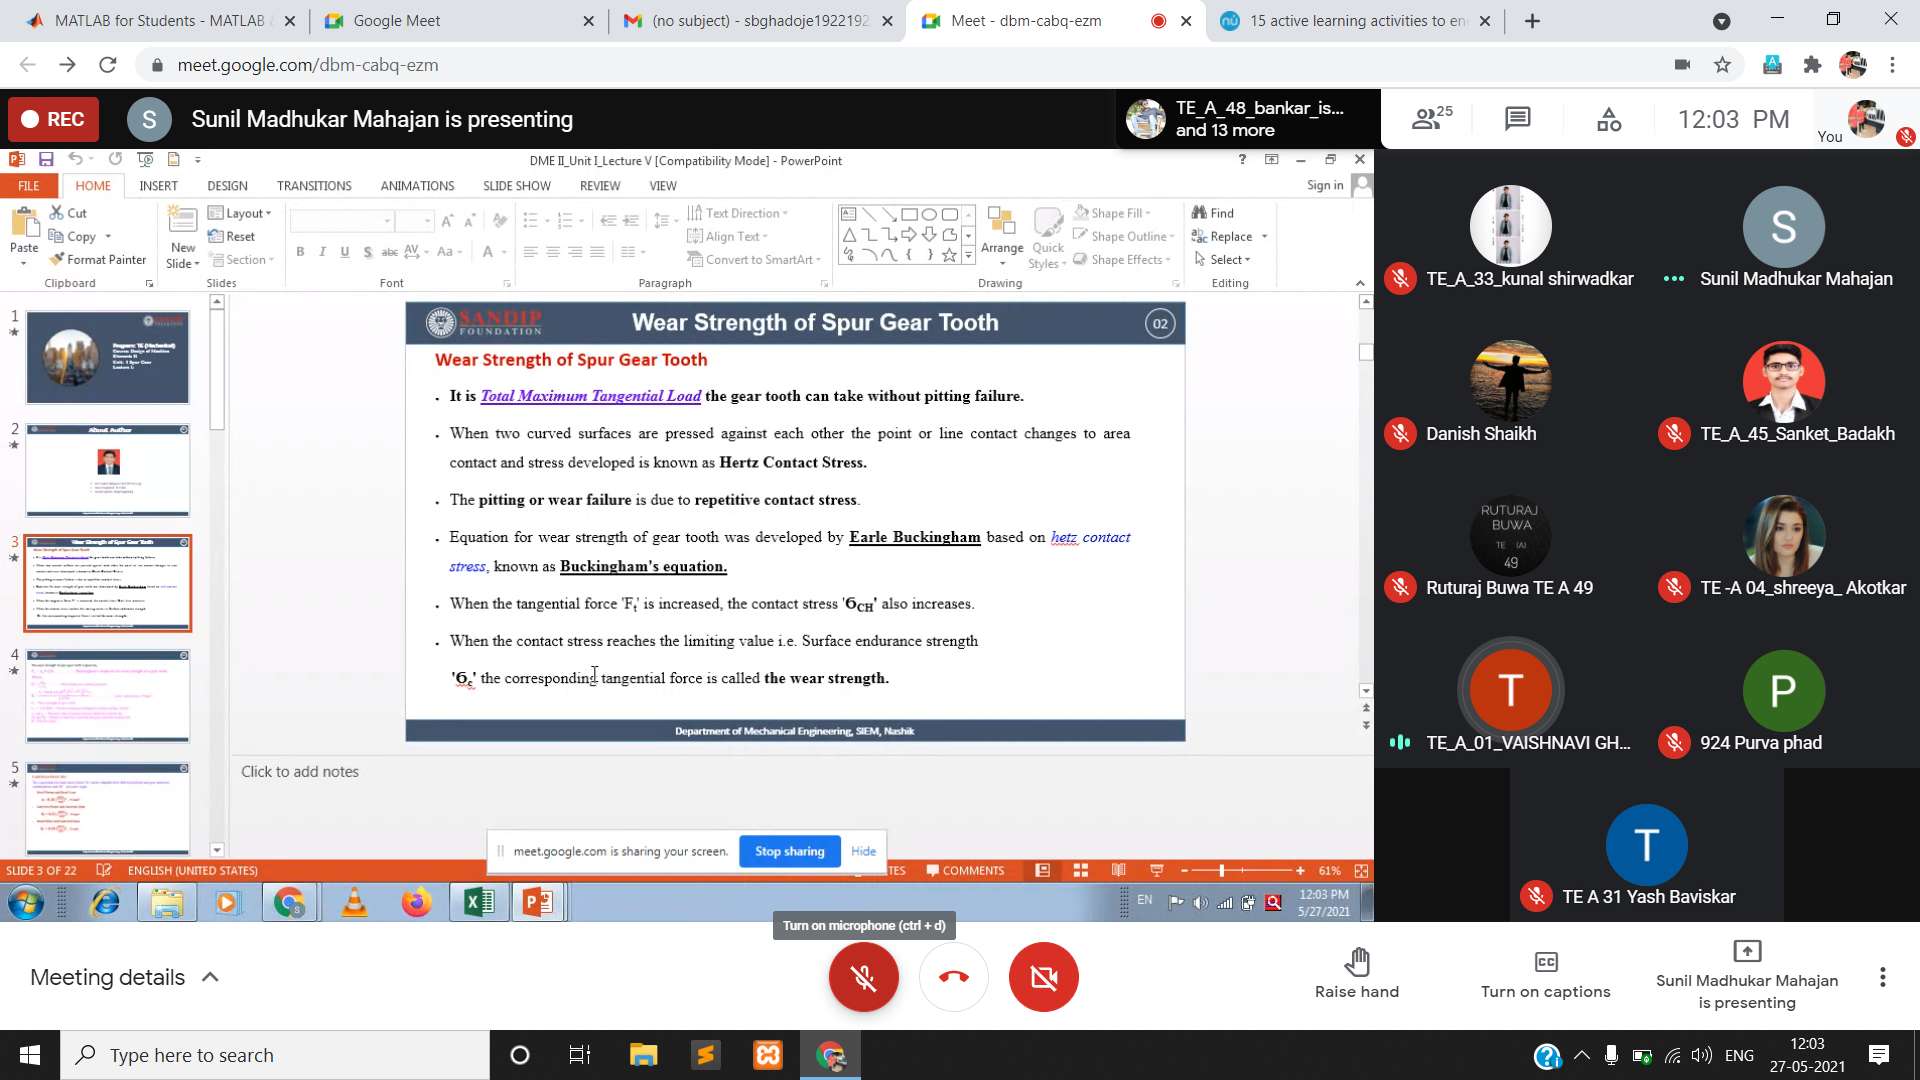 MATLAB for Students - MATLAB &
Google Meet
(no subject) - sbghadoje1922192
Meet - dbm-cabq-ezm
15 active learning activities to en
meet.google.com/dbm-cabq-ezm
REC
S
Sunil Madhukar Mahajan is presenting
TE_A_48_bankar_is...
and 13 more
25
12:03 PM
You
DME II_Unit I_Lecture V [Compatibility Mode] - PowerPoint
FILE HOME INSERT DESIGN TRANSITIONS ANIMATIONS SLIDE SHOW REVIEW VIEW
Sign in
Paste
Cut
Copy
Format Painter
New
Slide
Layout
Reset
Section
Text Direction
Align Text
Convert to SmartArt
Arrange
Quick
Styles
Shape Fill
Shape Outline
Shape Effects
Find
Replace
Select
Clipboard
Slides
Font
Paragraph
Drawing
Editing
1
2
3
4
5
About Author
SANDIP
FOUNDATION
Wear Strength of Spur Gear Tooth
02
Wear Strength of Spur Gear Tooth
• It is Total Maximum Tangential Load the gear tooth can take without pitting failure.
• When two curved surfaces are pressed against each other the point or line contact changes to area
contact and stress developed is known as Hertz Contact Stress.
• The pitting or wear failure is due to repetitive contact stress.
• Equation for wear strength of gear tooth was developed by Earle Buckingham based on hetz contact
stress, known as Buckingham's equation.
• When the tangential force 'Ft' is increased, the contact stress 'ϬCH' also increases.
• When the contact stress reaches the limiting value i.e. Surface endurance strength
'Ϭc' the corresponding tangential force is called the wear strength.
Department of Mechanical Engineering, SIEM, Nashik
Click to add notes
meet.google.com is sharing your screen.
Stop sharing
Hide
SLIDE 3 OF 22
ENGLISH (UNITED STATES)
COMMENTS
61%
EN
12:03 PM
5/27/2021
TE_A_33_kunal shirwadkar
S
Sunil Madhukar Mahajan
Danish Shaikh
TE_A_45_Sanket_Badakh
RUTURAJ
BUWA
TE (A)
49
Ruturaj Buwa TE A 49
TE -A 04_shreeya_ Akotkar
T
TE_A_01_VAISHNAVI GH...
P
924 Purva phad
T
TE A 31 Yash Baviskar
Turn on microphone (ctrl + d)
Meeting details
Raise hand
CC
Turn on captions
Sunil Madhukar Mahajan
is presenting
Type here to search
ENG
12:03
27-05-2021